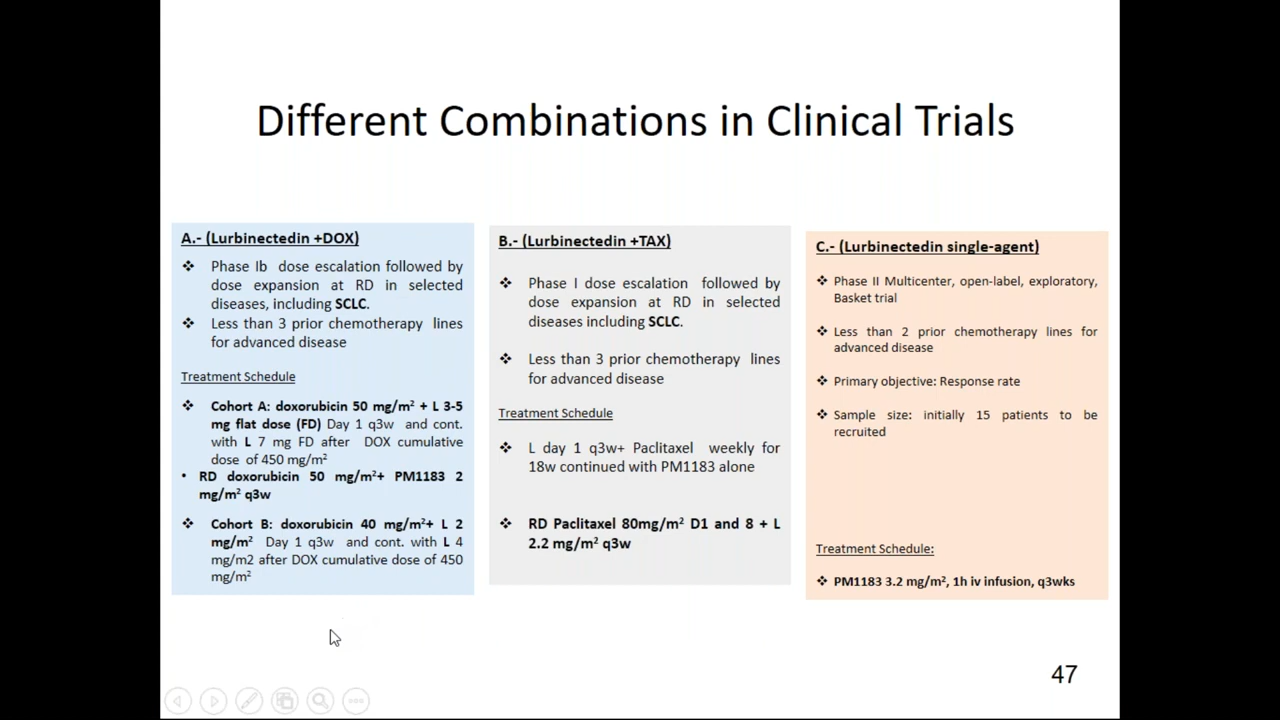 Different Combinations in Clinical Trials
A.- (Lurbinectedin +DOX)
❖ Phase Ib dose escalation followed by
dose expansion at RD in selected
diseases, including SCLC.
❖ Less than 3 prior chemotherapy lines
for advanced disease
Treatment Schedule
❖ Cohort A: doxorubicin 50 mg/m² + L 3-5
mg flat dose (FD) Day 1 q3w and cont.
with L 7 mg FD after DOX cumulative
dose of 450 mg/m²
• RD doxorubicin 50 mg/m²+ PM1183 2
mg/m² q3w
❖ Cohort B: doxorubicin 40 mg/m²+ L 2
mg/m² Day 1 q3w and cont. with L 4
mg/m2 after DOX cumulative dose of 450
mg/m²
B.- (Lurbinectedin +TAX)
❖ Phase I dose escalation followed by
dose expansion at RD in selected
diseases including SCLC.
❖ Less than 3 prior chemotherapy lines
for advanced disease
Treatment Schedule
❖ L day 1 q3w+ Paclitaxel weekly for
18w continued with PM1183 alone
❖ RD Paclitaxel 80mg/m² D1 and 8 + L
2.2 mg/m² q3w
C.- (Lurbinectedin single-agent)
❖ Phase II Multicenter, open-label, exploratory,
Basket trial
❖ Less than 2 prior chemotherapy lines for
advanced disease
❖ Primary objective: Response rate
❖ Sample size: initially 15 patients to be
recruited
Treatment Schedule:
❖ PM1183 3.2 mg/m², 1h iv infusion, q3wks
47